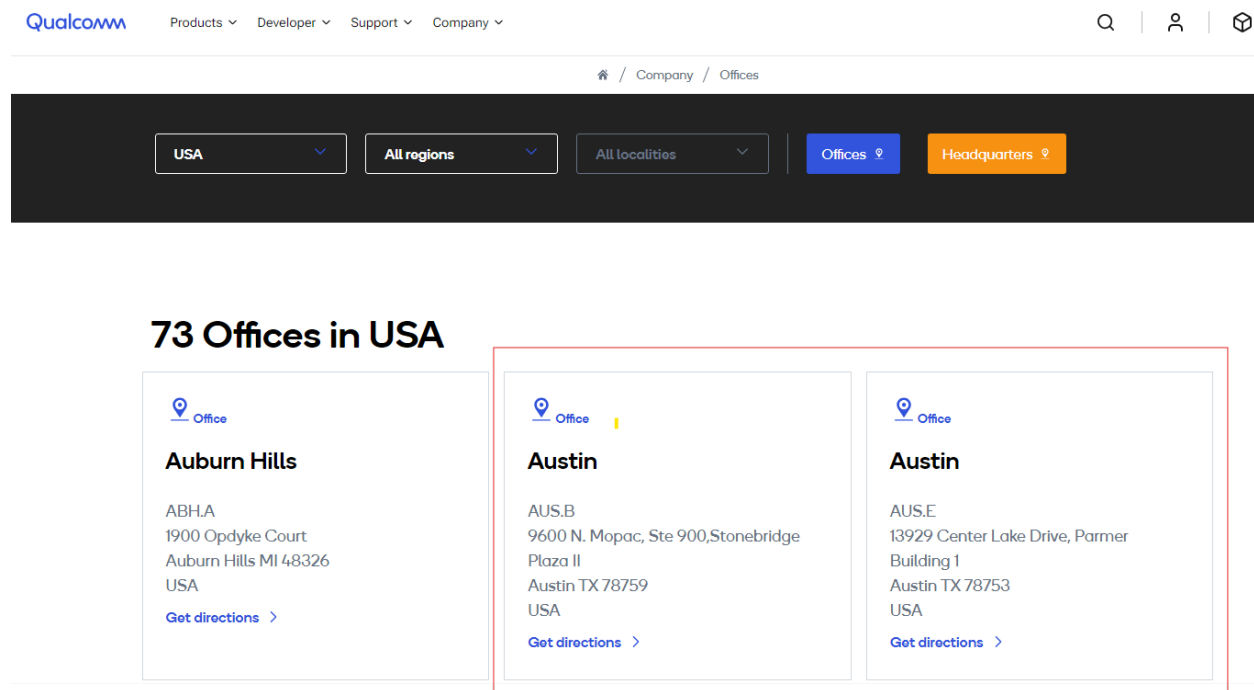 Qualcomm Products Developer Support Company
/ Company / Offices
USA All regions All localities Offices Headquarters
73 Offices in USA
Office
Auburn Hills
ABH.A
1900 Opdyke Court
Auburn Hills MI 48326
USA
Get directions
Office
Austin
AUS.B
9600 N. Mopac, Ste 900,Stonebridge
Plaza II
Austin TX 78759
USA
Get directions
Office
Austin
AUS.E
13929 Center Lake Drive, Parmer
Building 1
Austin TX 78753
USA
Get directions